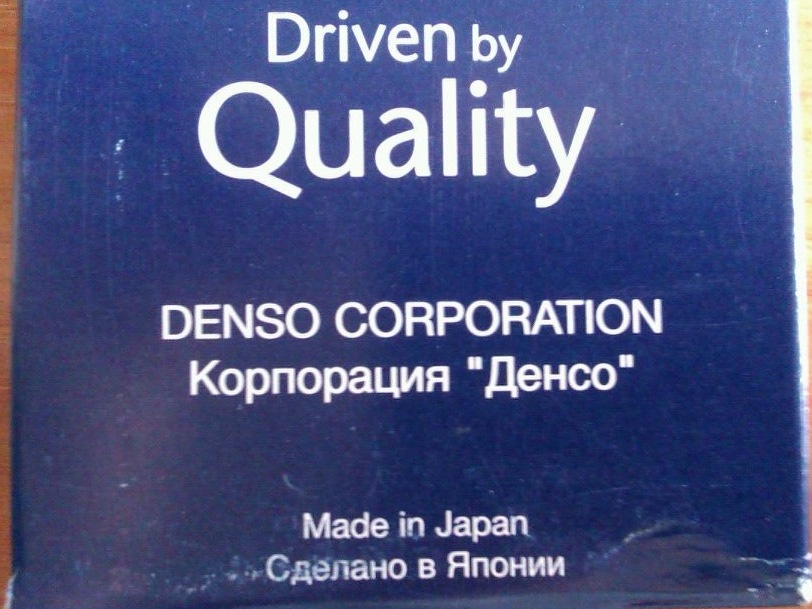 Driven by
Quality
DENSO CORPORATION
Корпорация "Денсо"
Made in Japan
Сделано в Японии